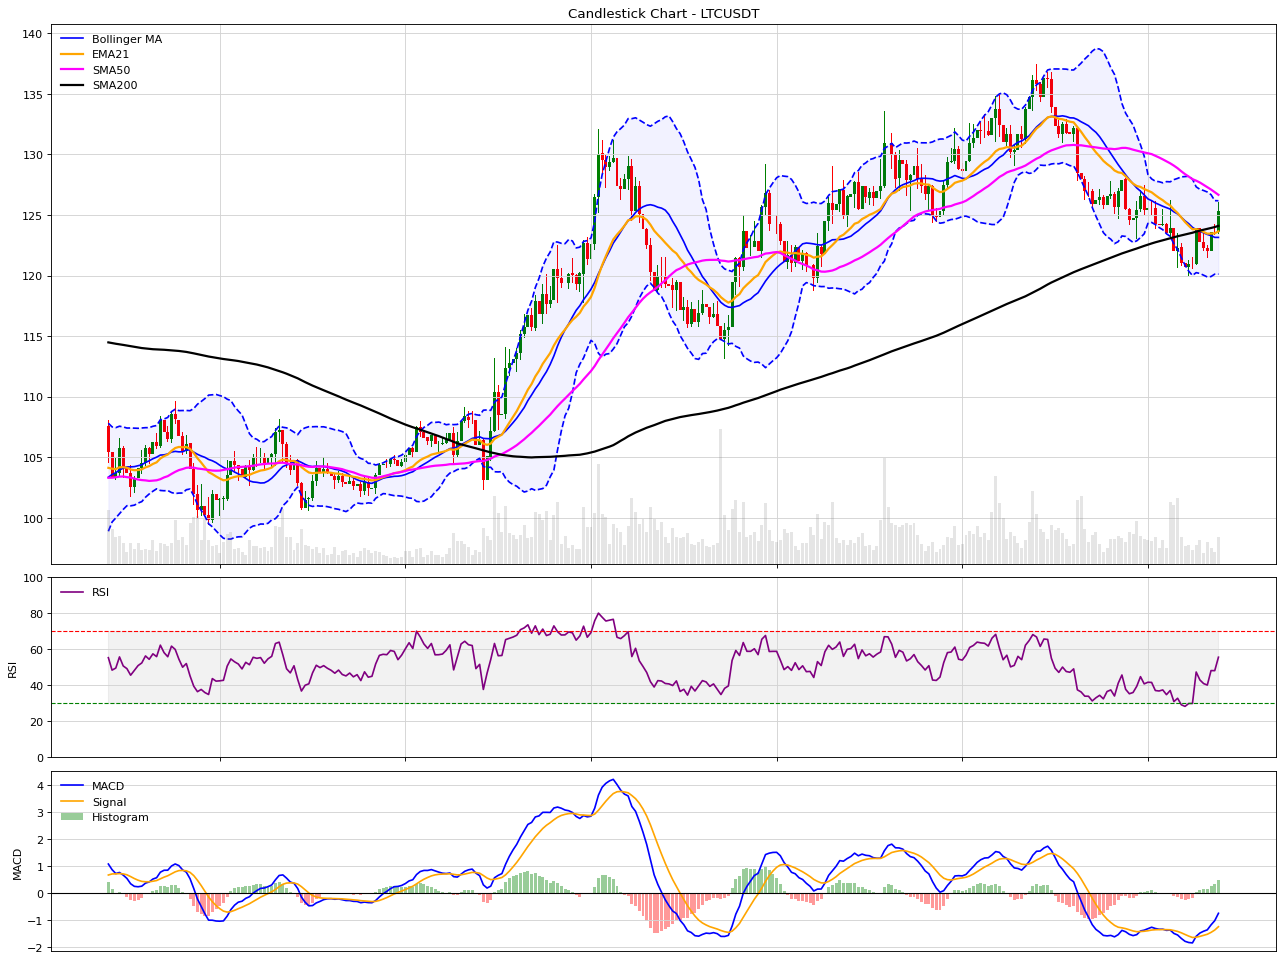 Candlestick Chart - LTCUSDT
Bollinger MA
EMA21
SMA50
SMA200
140
135
130
125
120
115
110
105
100
RSI
100
80
60
40
20
0
RSI
MACD
Signal
Histogram
4
3
2
1
0
−1
−2
MACD